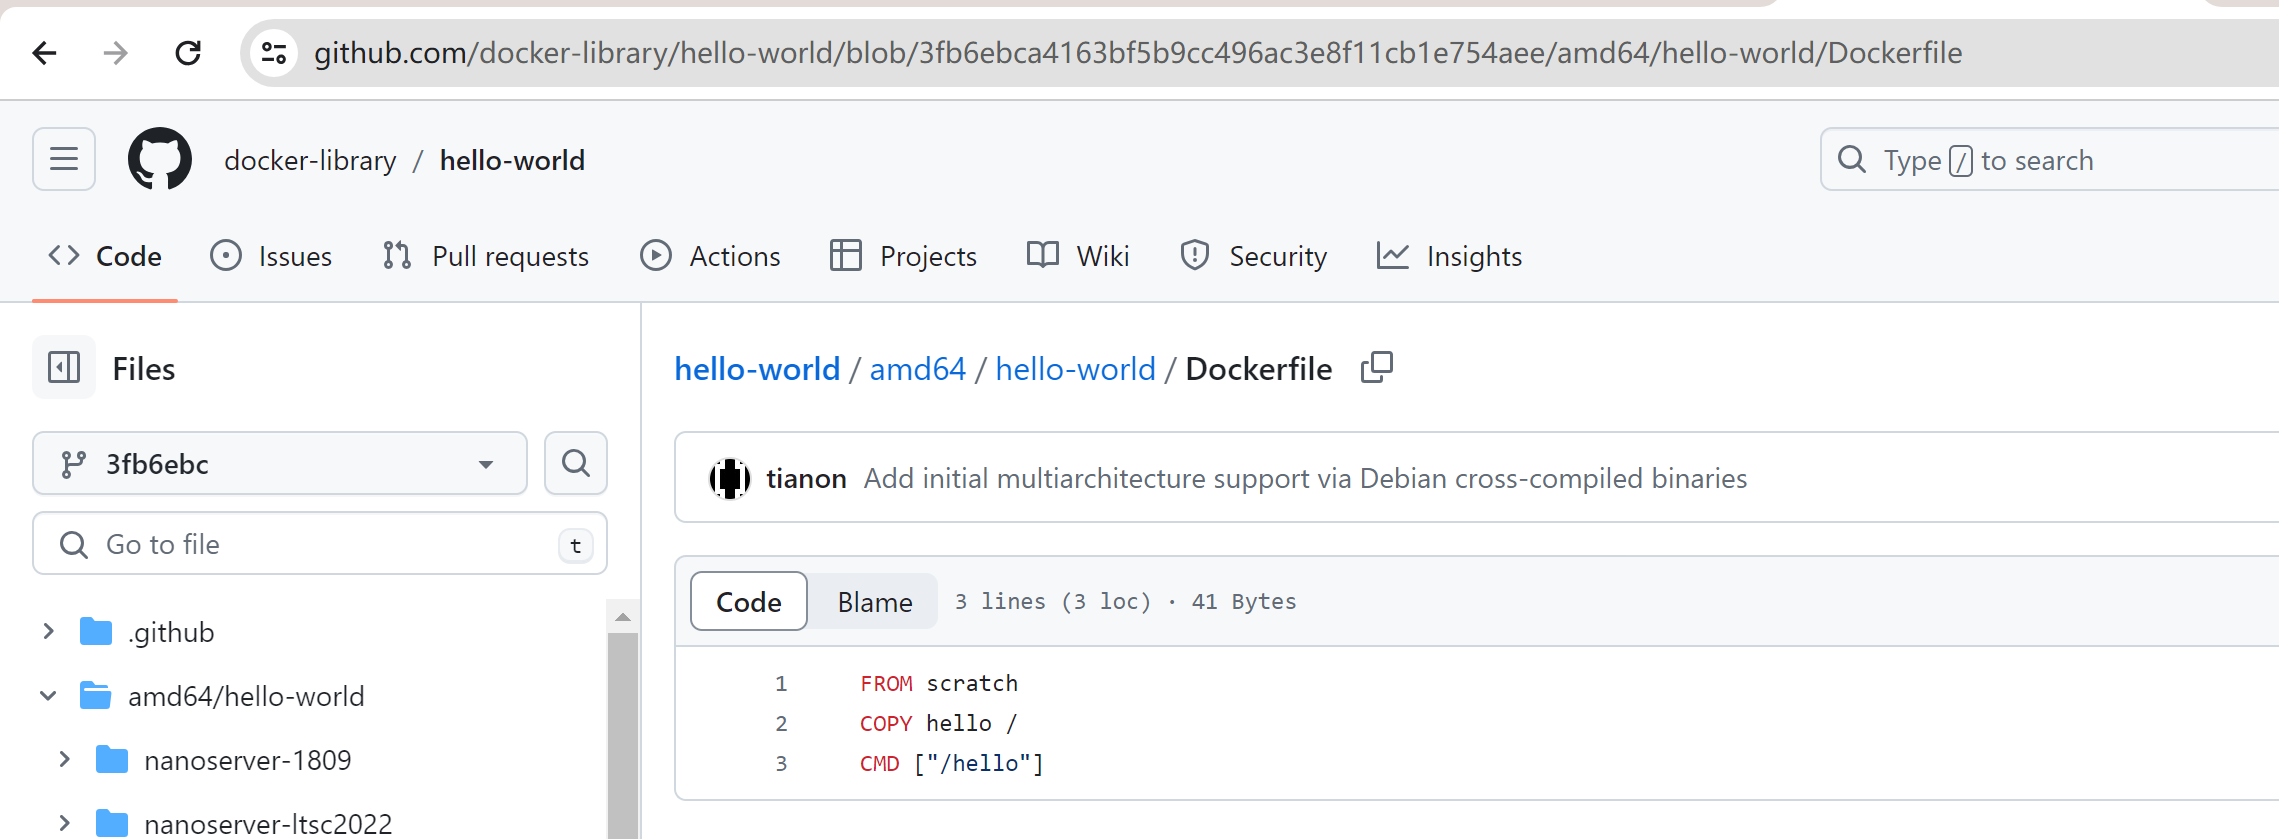 github.com/docker-library/hello-world/blob/3fb6ebca4163bf5b9cc496ac3e8f11cb1e754aee/amd64/hello-world/Dockerfile
docker-library / hello-world
Type / to search
Code Issues Pull requests Actions Projects Wiki Security Insights
Files
3fb6ebc
Go to file t
.github
amd64/hello-world
nanoserver-1809
nanoserver-ltsc2022
hello-world / amd64 / hello-world / Dockerfile
tianon Add initial multiarchitecture support via Debian cross-compiled binaries
Code Blame 3 lines (3 loc) · 41 Bytes
1 FROM scratch
2 COPY hello /
3 CMD ["/hello"]